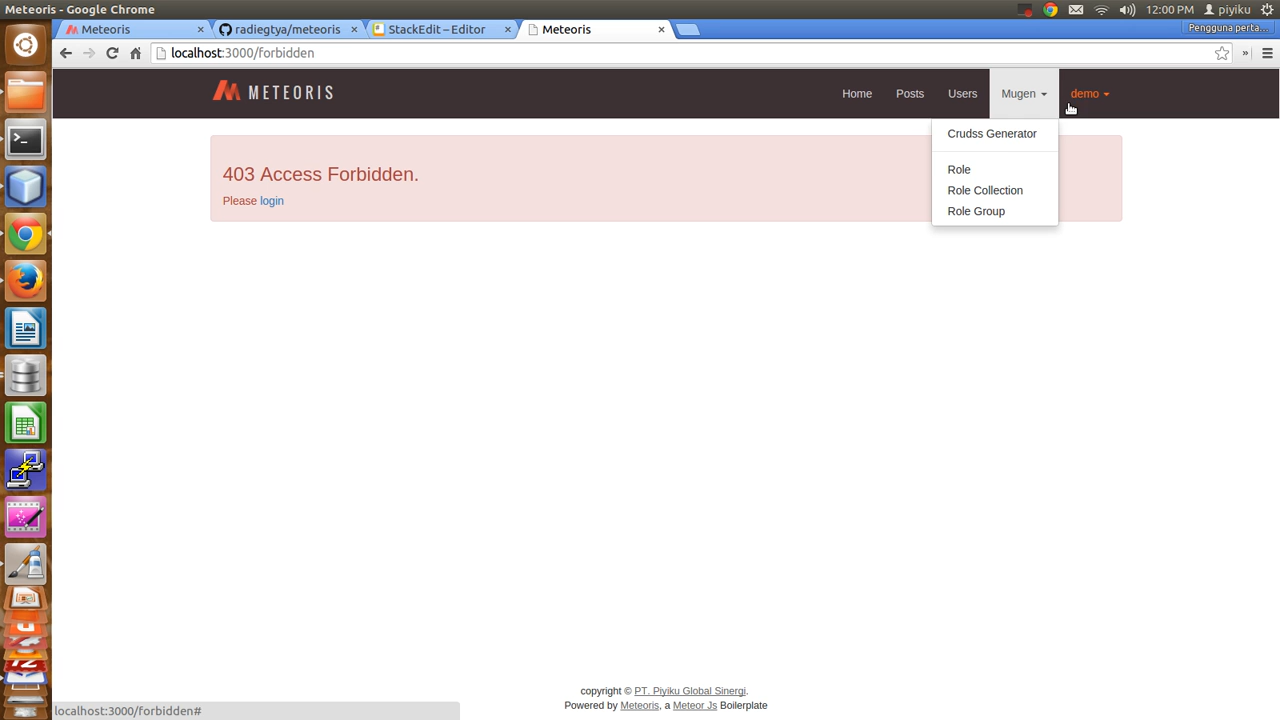 Meteoris - Google Chrome
12:00 PM
piyiku
Meteoris
radiegtya/meteoris
StackEdit – Editor
Meteoris
Pengguna perta...
localhost:3000/forbidden
»
METEORIS
Home
Posts
Users
Mugen
demo
Crudss Generator
Role
Role Collection
Role Group
403 Access Forbidden.
Please login
copyright © PT. Piyiku Global Sinergi.
Powered by Meteoris, a Meteor Js Boilerplate
localhost:3000/forbidden#